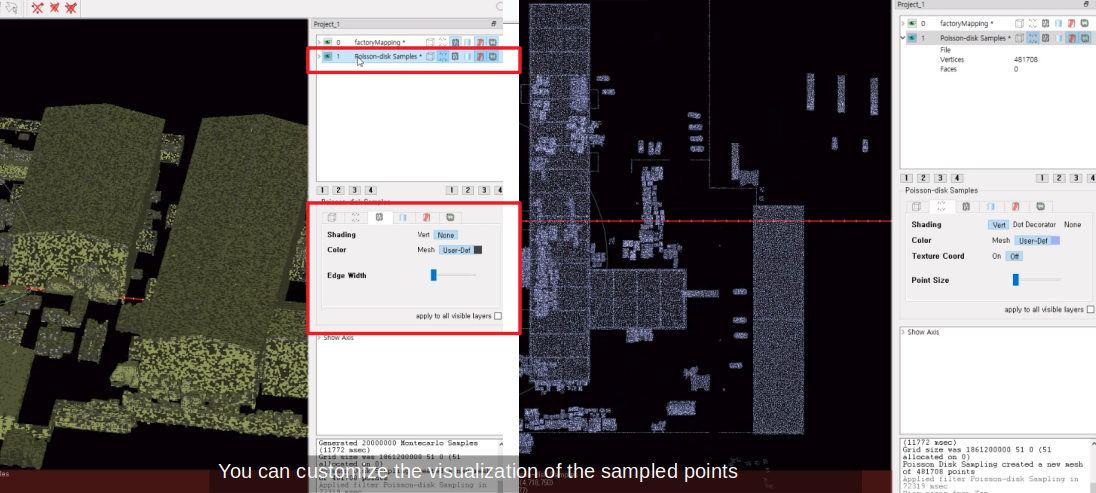 Project_1
0 factoryMapping *
1 Poisson-disk Samples *
1 2 3 4 1 2 3 4
Poisson-disk Samples
Shading Vert None
Color Mesh User-Def
Edge Width
apply to all visible layers
Show Axis
Generated 20000000 Montecarlo Samples
(11772 msec)
Grid size was 1861200000 51 0 (51
allocated on 0)
Project_1
0 factoryMapping *
1 Poisson-disk Samples *
File
Vertices 481708
Faces 0
1 2 3 4 1 2 3 4
Poisson-disk Samples
Shading Vert Dot Decorator None
Color Mesh User-Def
Texture Coord On Off
Point Size
apply to all visible layers
Show Axis
(11772 msec)
Grid size was 1861200000 51 0 (51
allocated on 0)
Poisson Disk Sampling created a new mesh
of 481708 points
Applied filter Poisson-disk Sampling in
72319 msec
You can customize the visualization of the sampled points